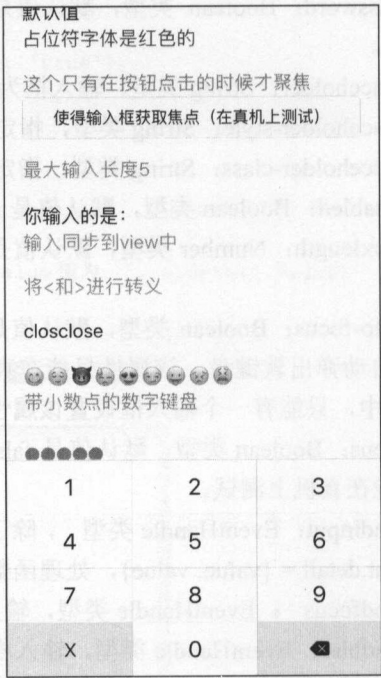 默认值
占位符字体是红色的
这个只有在按钮点击的时候才聚焦
使得输入框获取焦点（在真机上测试）
最大输入长度5
你输入的是：
输入同步到view中
将<和>进行转义
closclose
带小数点的数字键盘
1 2 3
4 5 6
7 8 9
X 0